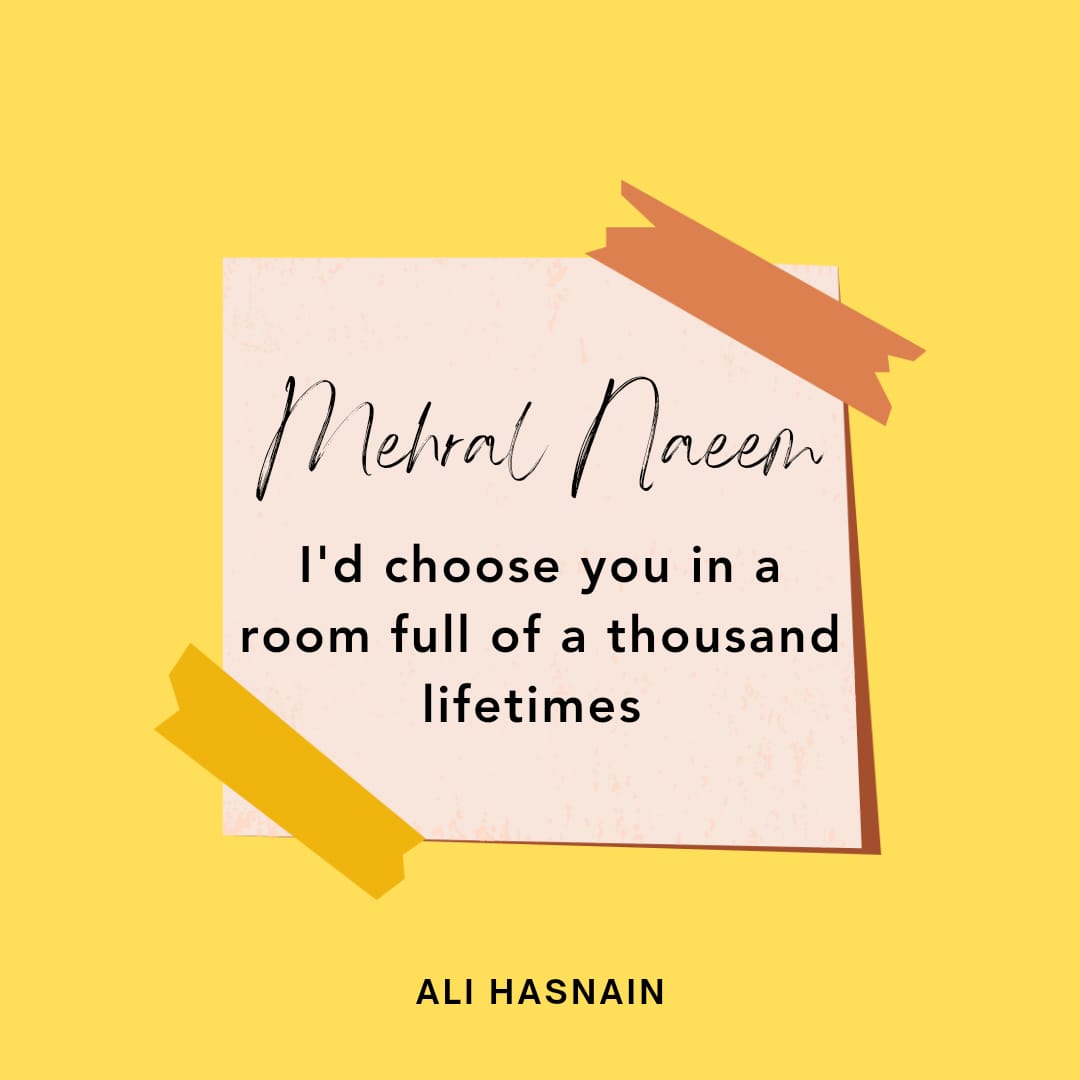 Mehral Naeem
I'd choose you in a
room full of a thousand
lifetimes
ALI HASNAIN